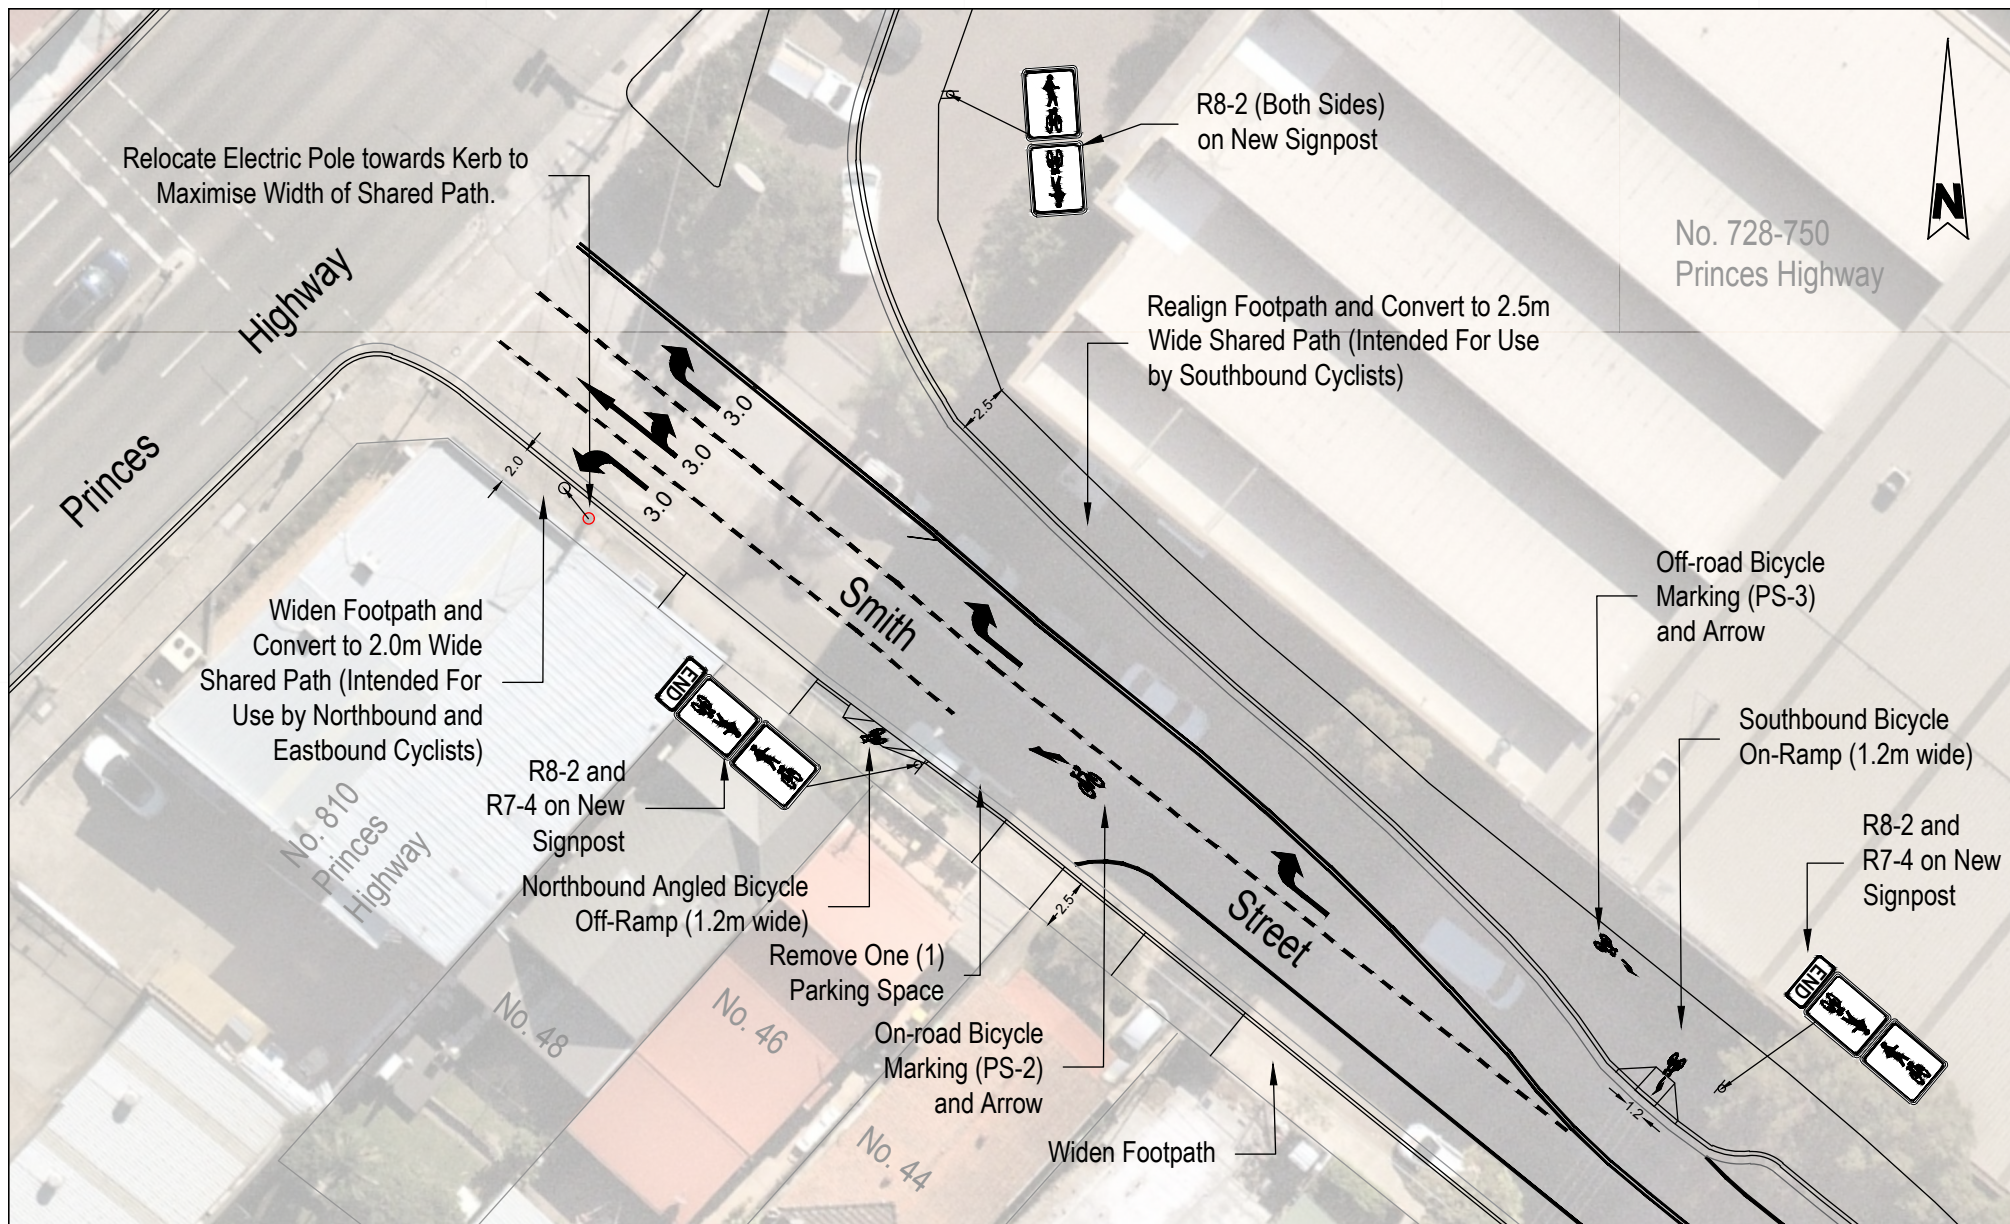 R8-2 (Both Sides)
on New Signpost
Relocate Electric Pole towards Kerb to
Maximise Width of Shared Path.
N
No. 728-750
Princes Highway
Highway
Princes
Realign Footpath and Convert to 2.5m
Wide Shared Path (Intended For Use
by Southbound Cyclists)
3.0
3.0
3.0
2.5
2.0
Smith
Street
Off-road Bicycle
Marking (PS-3)
and Arrow
Widen Footpath and
Convert to 2.0m Wide
Shared Path (Intended For
Use by Northbound and
Eastbound Cyclists)
END
Southbound Bicycle
On-Ramp (1.2m wide)
R8-2 and
R7-4 on New
Signpost
No. 810
Princes
Highway
R8-2 and
R7-4 on New
Signpost
END
Northbound Angled Bicycle
Off-Ramp (1.2m wide)
2.5
Remove One (1)
Parking Space
No. 48
No. 46
On-road Bicycle
Marking (PS-2)
and Arrow
1.2
Widen Footpath
No. 44